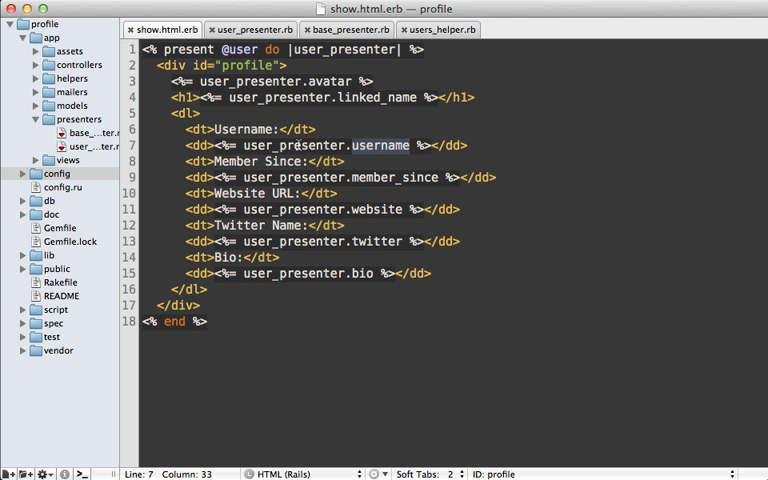 show.html.erb — profile
profile
app
assets
controllers
helpers
mailers
models
presenters
base_...ter.r
user_...ter.r
views
config
config.ru
db
doc
Gemfile
Gemfile.lock
lib
public
Rakefile
README
script
spec
test
vendor
show.html.erb user_presenter.rb base_presenter.rb users_helper.rb
1 <% present @user do |user_presenter| %>
2 <div id="profile">
3 <%= user_presenter.avatar %>
4 <h1><%= user_presenter.linked_name %></h1>
5 <dl>
6 <dt>Username:</dt>
7 <dd><%= user_presenter.username %></dd>
8 <dt>Member Since:</dt>
9 <dd><%= user_presenter.member_since %></dd>
10 <dt>Website URL:</dt>
11 <dd><%= user_presenter.website %></dd>
12 <dt>Twitter Name:</dt>
13 <dd><%= user_presenter.twitter %></dd>
14 <dt>Bio:</dt>
15 <dd><%= user_presenter.bio %></dd>
16 </dl>
17 </div>
18 <% end %>
Line: 7 Column: 33 L HTML (Rails) Soft Tabs: 2 ID: profile